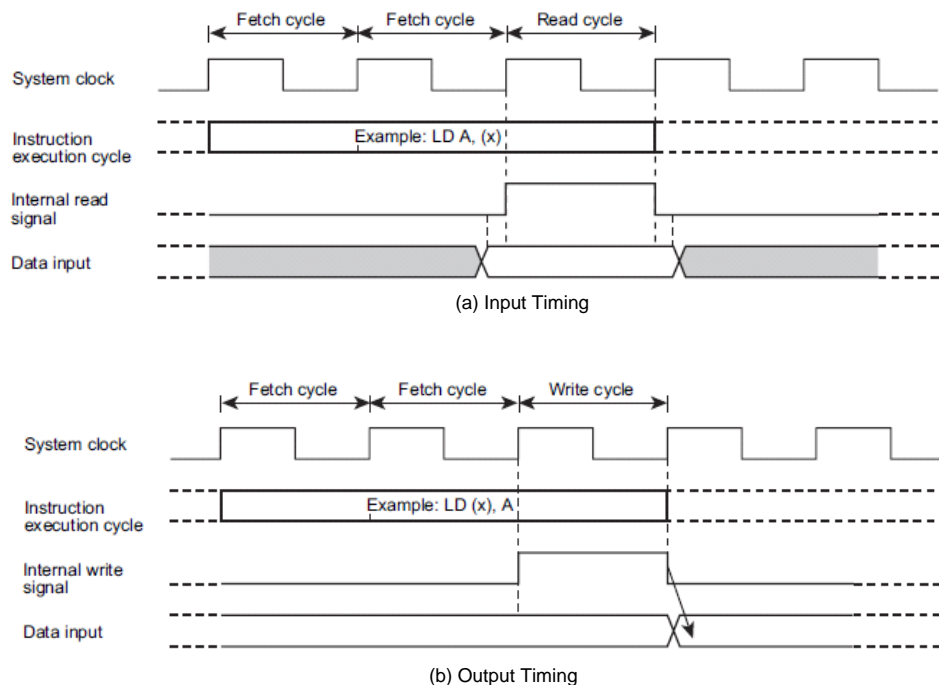 Fetch cycle Fetch cycle Read cycle
System clock
Instruction
execution cycle
Example: LD A, (x)
Internal read
signal
Data input
(a) Input Timing
Fetch cycle Fetch cycle Write cycle
System clock
Instruction
execution cycle
Example: LD (x), A
Internal write
signal
Data input
(b) Output Timing